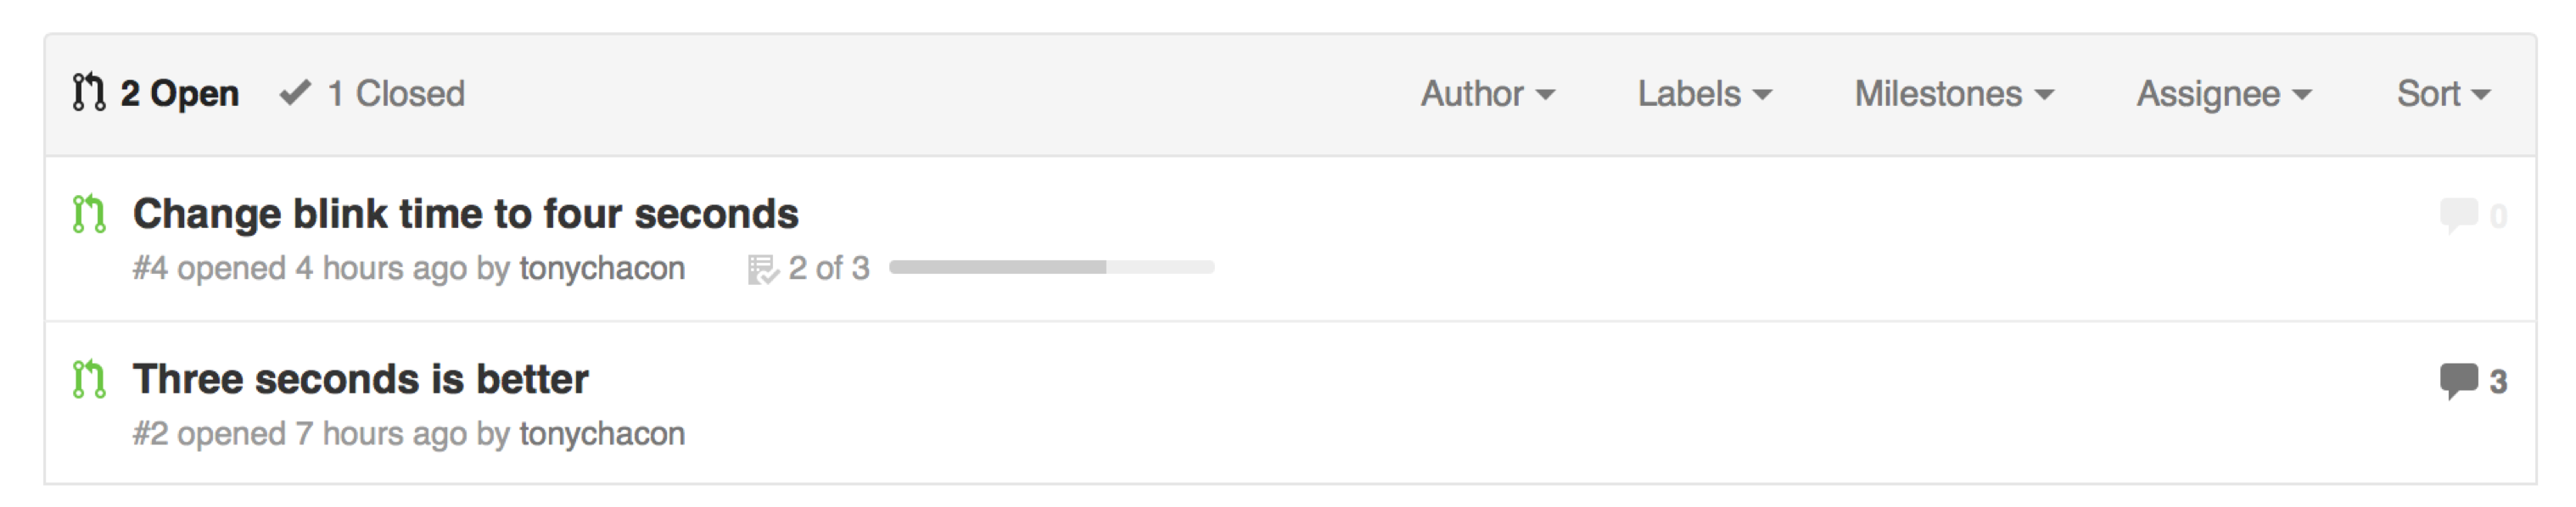 2 Open 1 Closed Author Labels Milestones Assignee Sort
Change blink time to four seconds 0
#4 opened 4 hours ago by tonychacon 2 of 3
Three seconds is better 3
#2 opened 7 hours ago by tonychacon